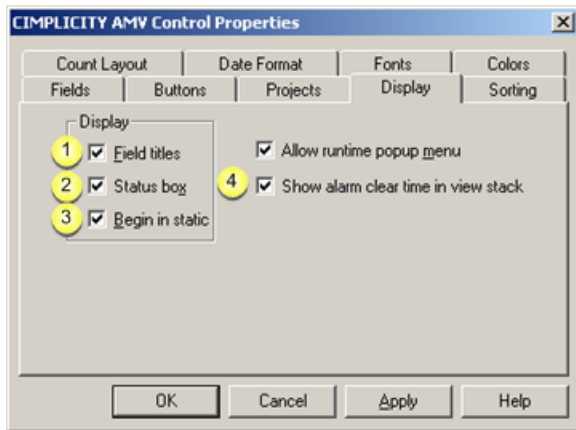 CIMPLICITY AMV Control Properties
Count Layout Date Format Fonts Colors
Fields Buttons Projects Display Sorting
Display
1 Field titles Allow runtime popup menu
2 Status box 4 Show alarm clear time in view stack
3 Begin in static
OK Cancel Apply Help